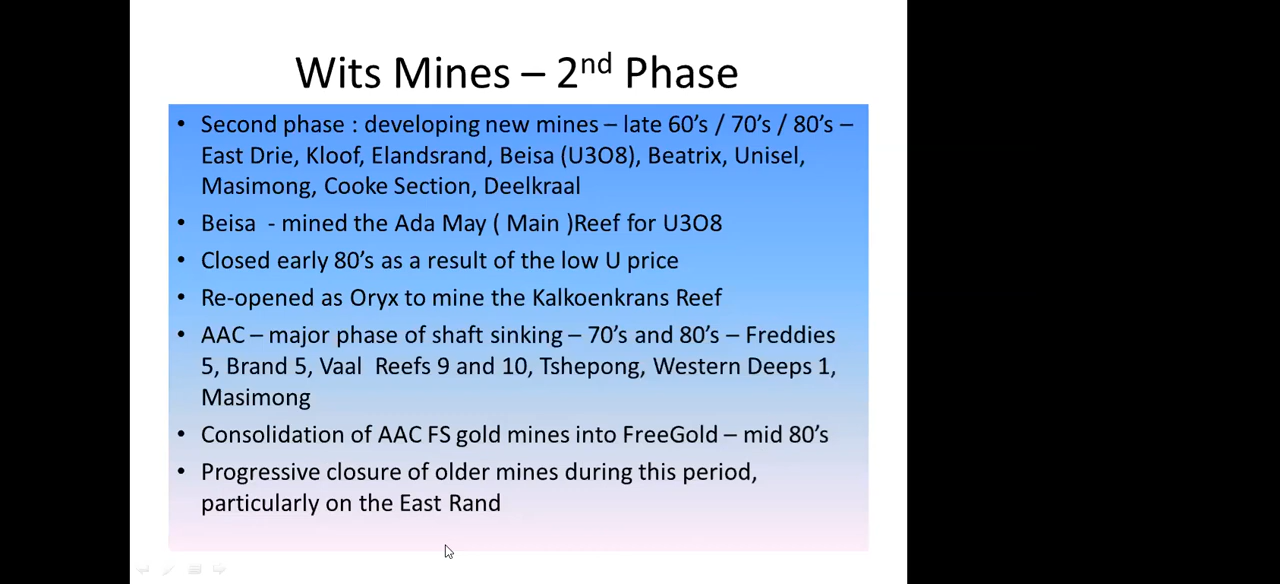 Wits Mines – 2nd Phase
• Second phase : developing new mines – late 60’s / 70’s / 80’s –
East Drie, Kloof, Elandsrand, Beisa (U3O8), Beatrix, Unisel,
Masimong, Cooke Section, Deelkraal
• Beisa - mined the Ada May ( Main )Reef for U3O8
• Closed early 80’s as a result of the low U price
• Re-opened as Oryx to mine the Kalkoenkrans Reef
• AAC – major phase of shaft sinking – 70’s and 80’s – Freddies
5, Brand 5, Vaal Reefs 9 and 10, Tshepong, Western Deeps 1,
Masimong
• Consolidation of AAC FS gold mines into FreeGold – mid 80’s
• Progressive closure of older mines during this period,
particularly on the East Rand